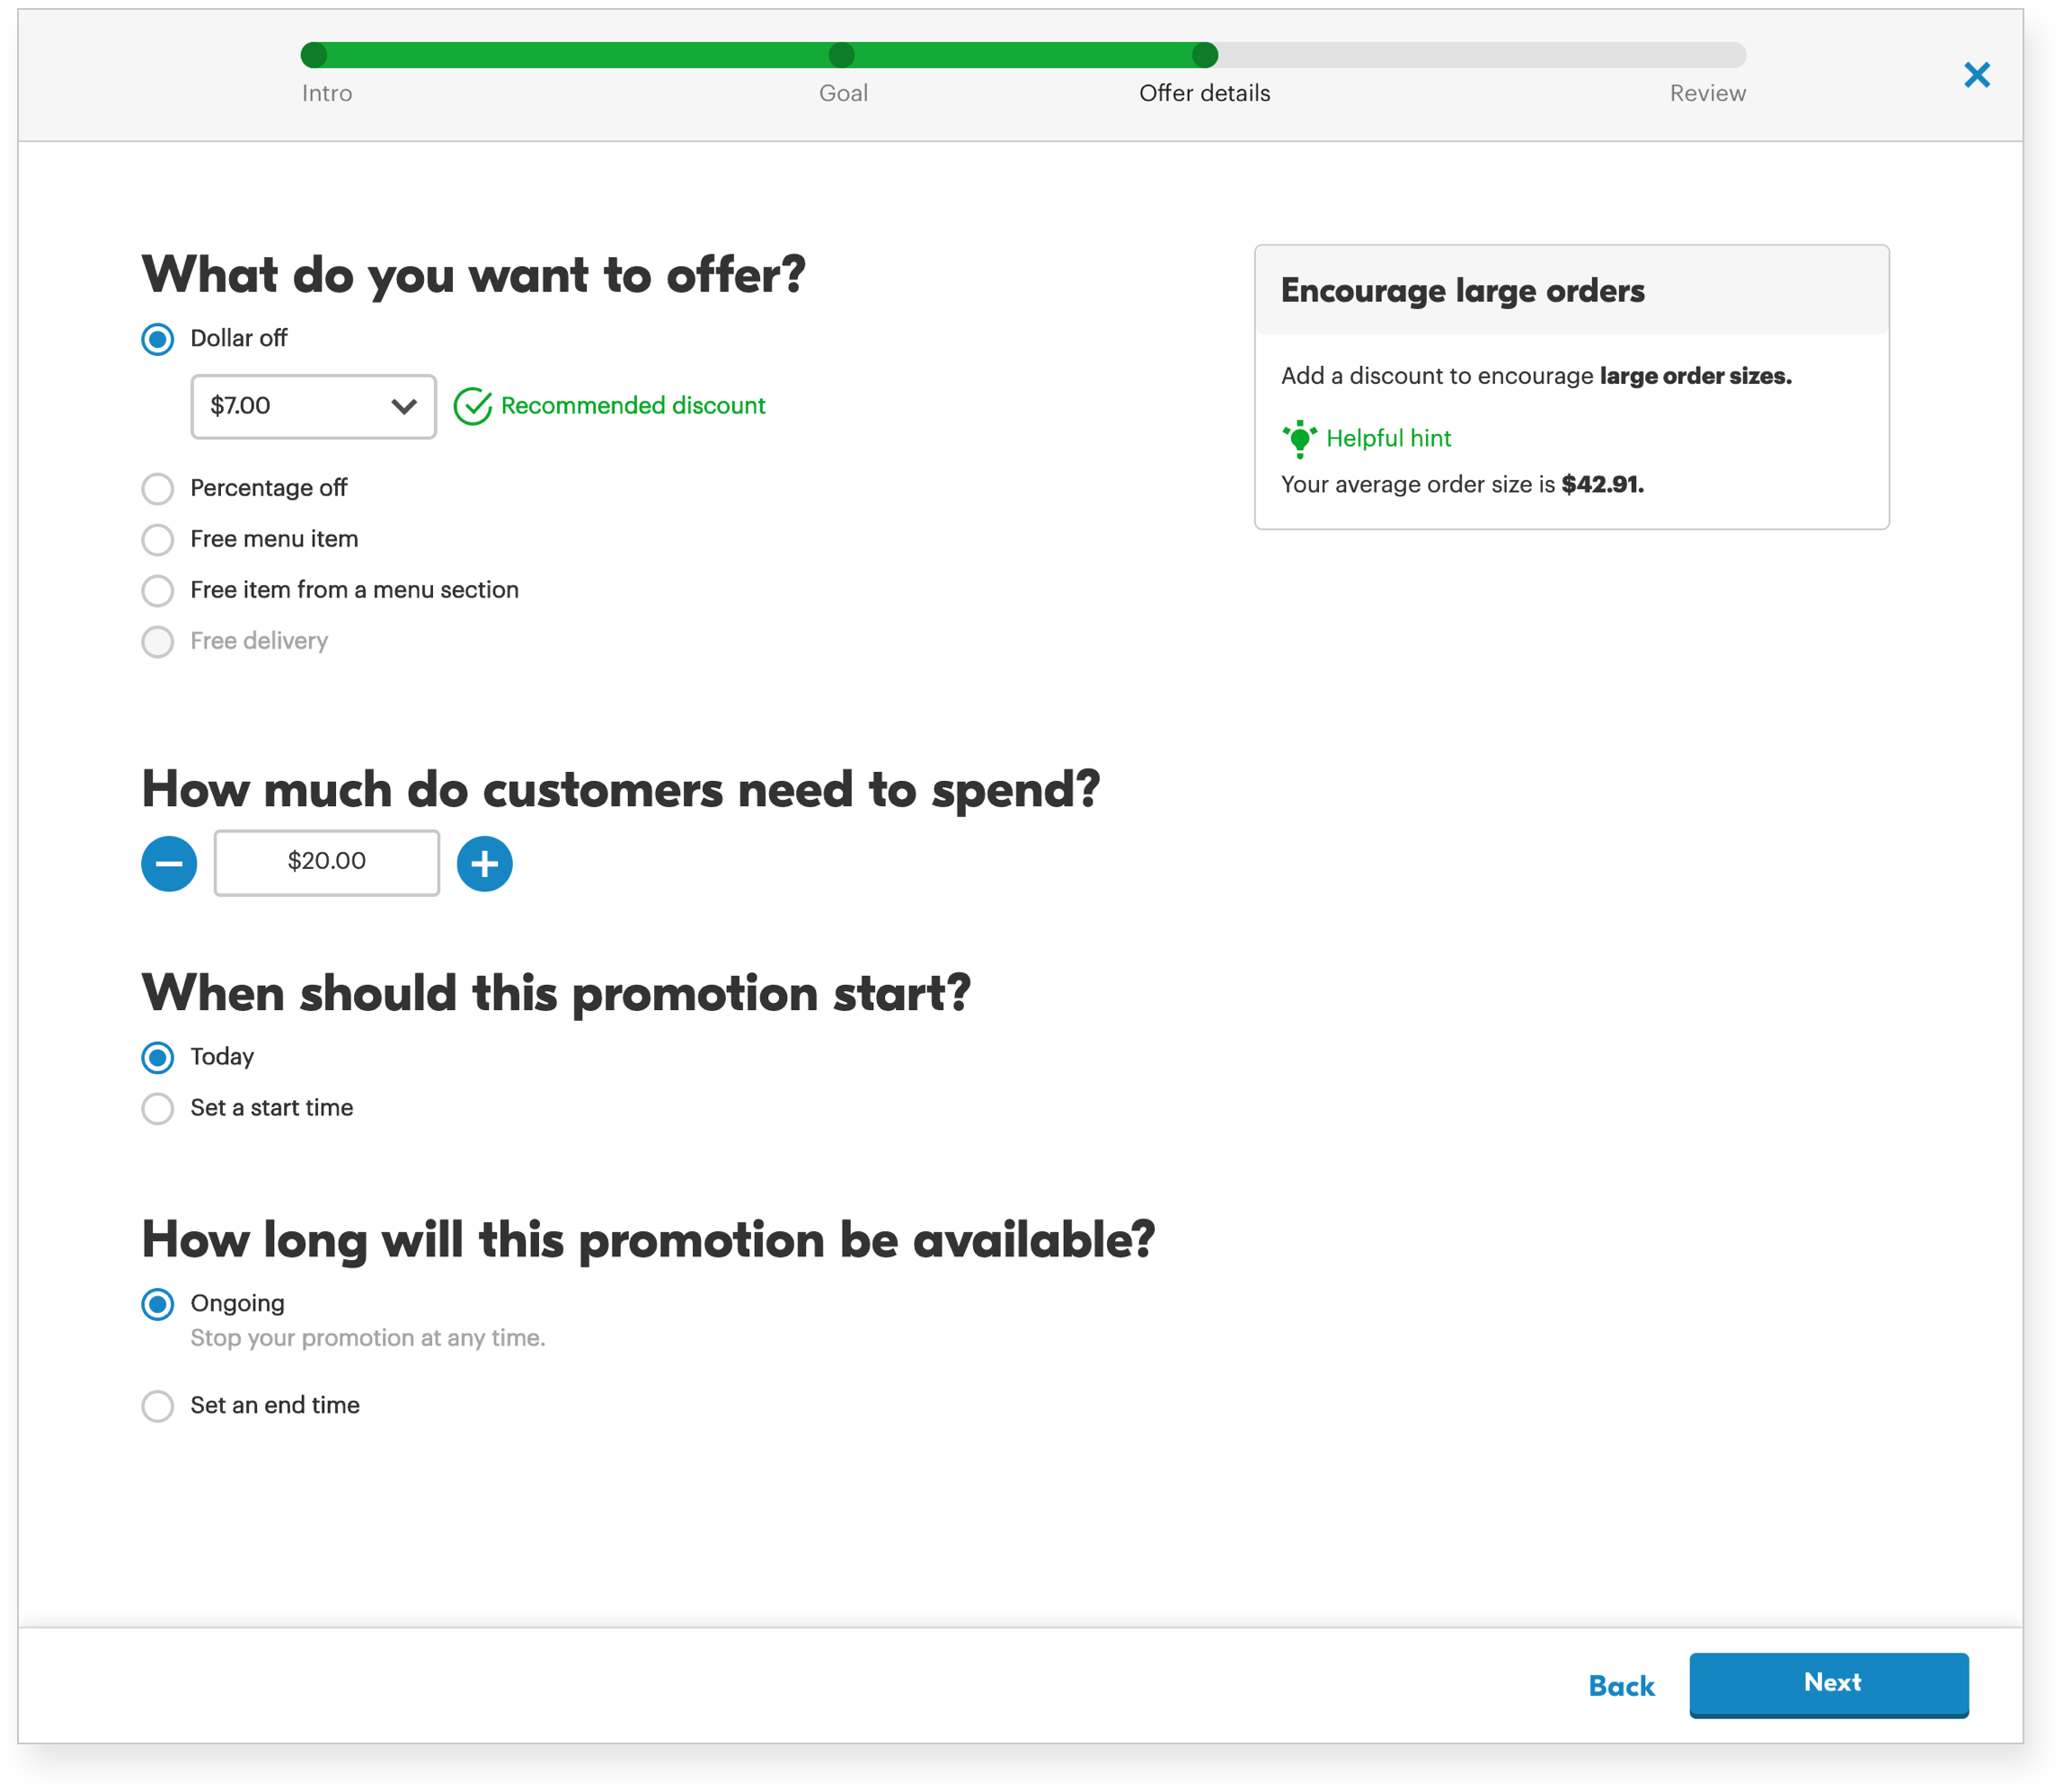 Intro
Goal
Offer details
Review
What do you want to offer?
Dollar off
$7.00
Recommended discount
Percentage off
Free menu item
Free item from a menu section
Free delivery
Encourage large orders
Add a discount to encourage large order sizes.
Helpful hint
Your average order size is $42.91.
How much do customers need to spend?
$20.00
When should this promotion start?
Today
Set a start time
How long will this promotion be available?
Ongoing
Stop your promotion at any time.
Set an end time
Back
Next